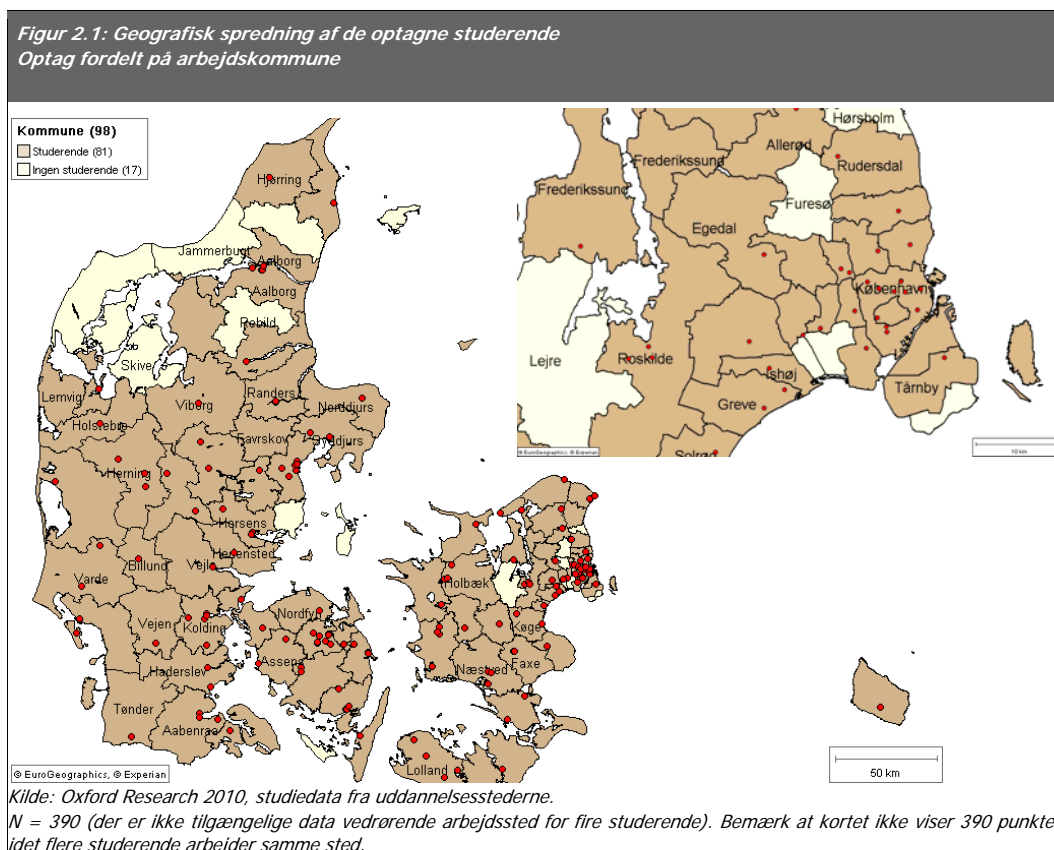 Figur 2.1: Geografisk spredning af de optagne studerende
Optag fordelt på arbejdskommune
Kommune (98)
Studerende (81)
Ingen studerende (17)
Hjørring
Jammerbugt
Aalborg
Aalborg
Rebild
Skive
Lemvig
Viborg
Randers
Norddjurs
Holstebro
Favrskov
Syddjurs
Herning
Horsens
Hedensted
Billund
Vejle
Varde
Vejen
Kolding
Nordfyn
Assens
Haderslev
Tønder
Aabenraa
Holbæk
Køge
Næstved
Faxe
Lolland
© EuroGeographics, © Experian
50 km
Hørsholm
Allerød
Frederikssund
Rudersdal
Frederikssund
Furesø
Egedal
København
Lejre
Roskilde
Ishøj
Tårnby
Greve
Solrød
© EuroGeographics, © Experian
10 km
Kilde: Oxford Research 2010, studiedata fra uddannelsesstederne.
N = 390 (der er ikke tilgængelige data vedrørende arbejdssted for fire studerende). Bemærk at kortet ikke viser 390 punkte
idet flere studerende arbejder samme sted.